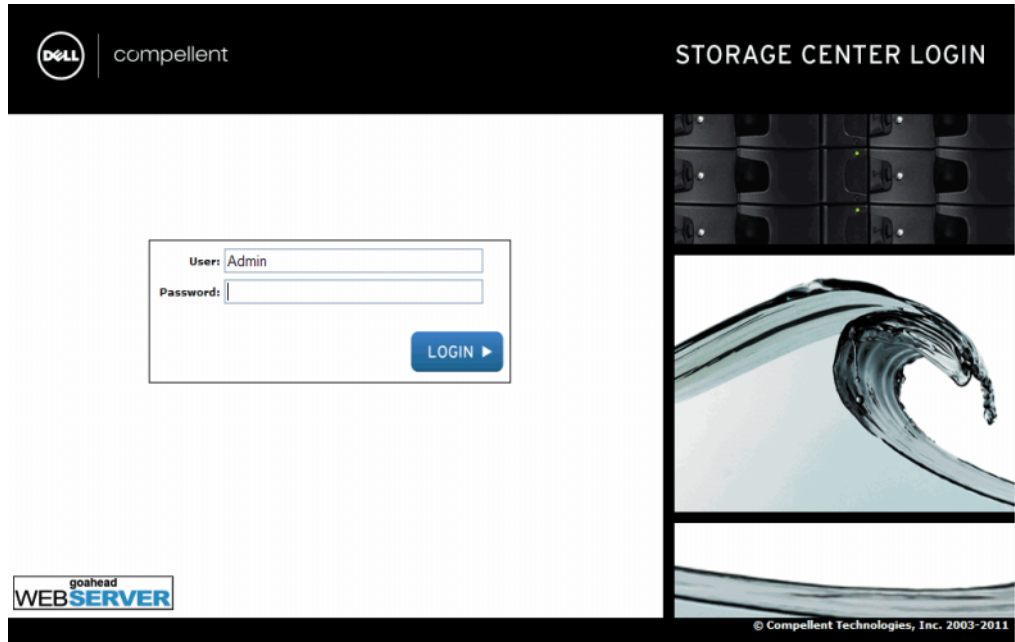 DELL
compellent
STORAGE CENTER LOGIN
User: Admin
Password:
LOGIN
goahead
WEBSERVER
© Compellent Technologies, Inc. 2003-2011